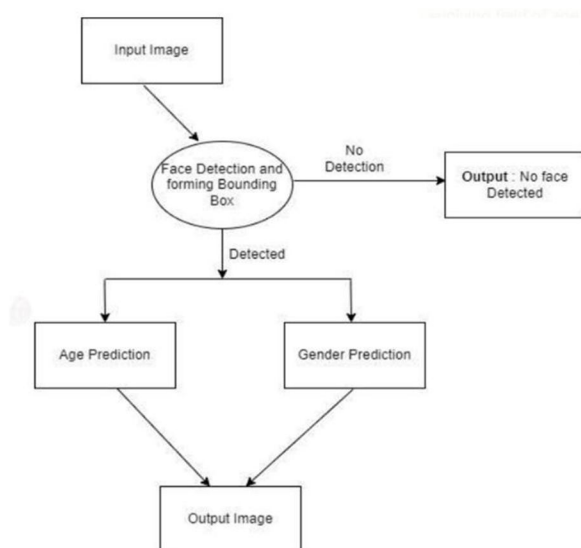 Input Image
Face Detection and
forming Bounding
Box
No
Detection
Output : No face
Detected
Detected
Age Prediction
Gender Prediction
Output Image